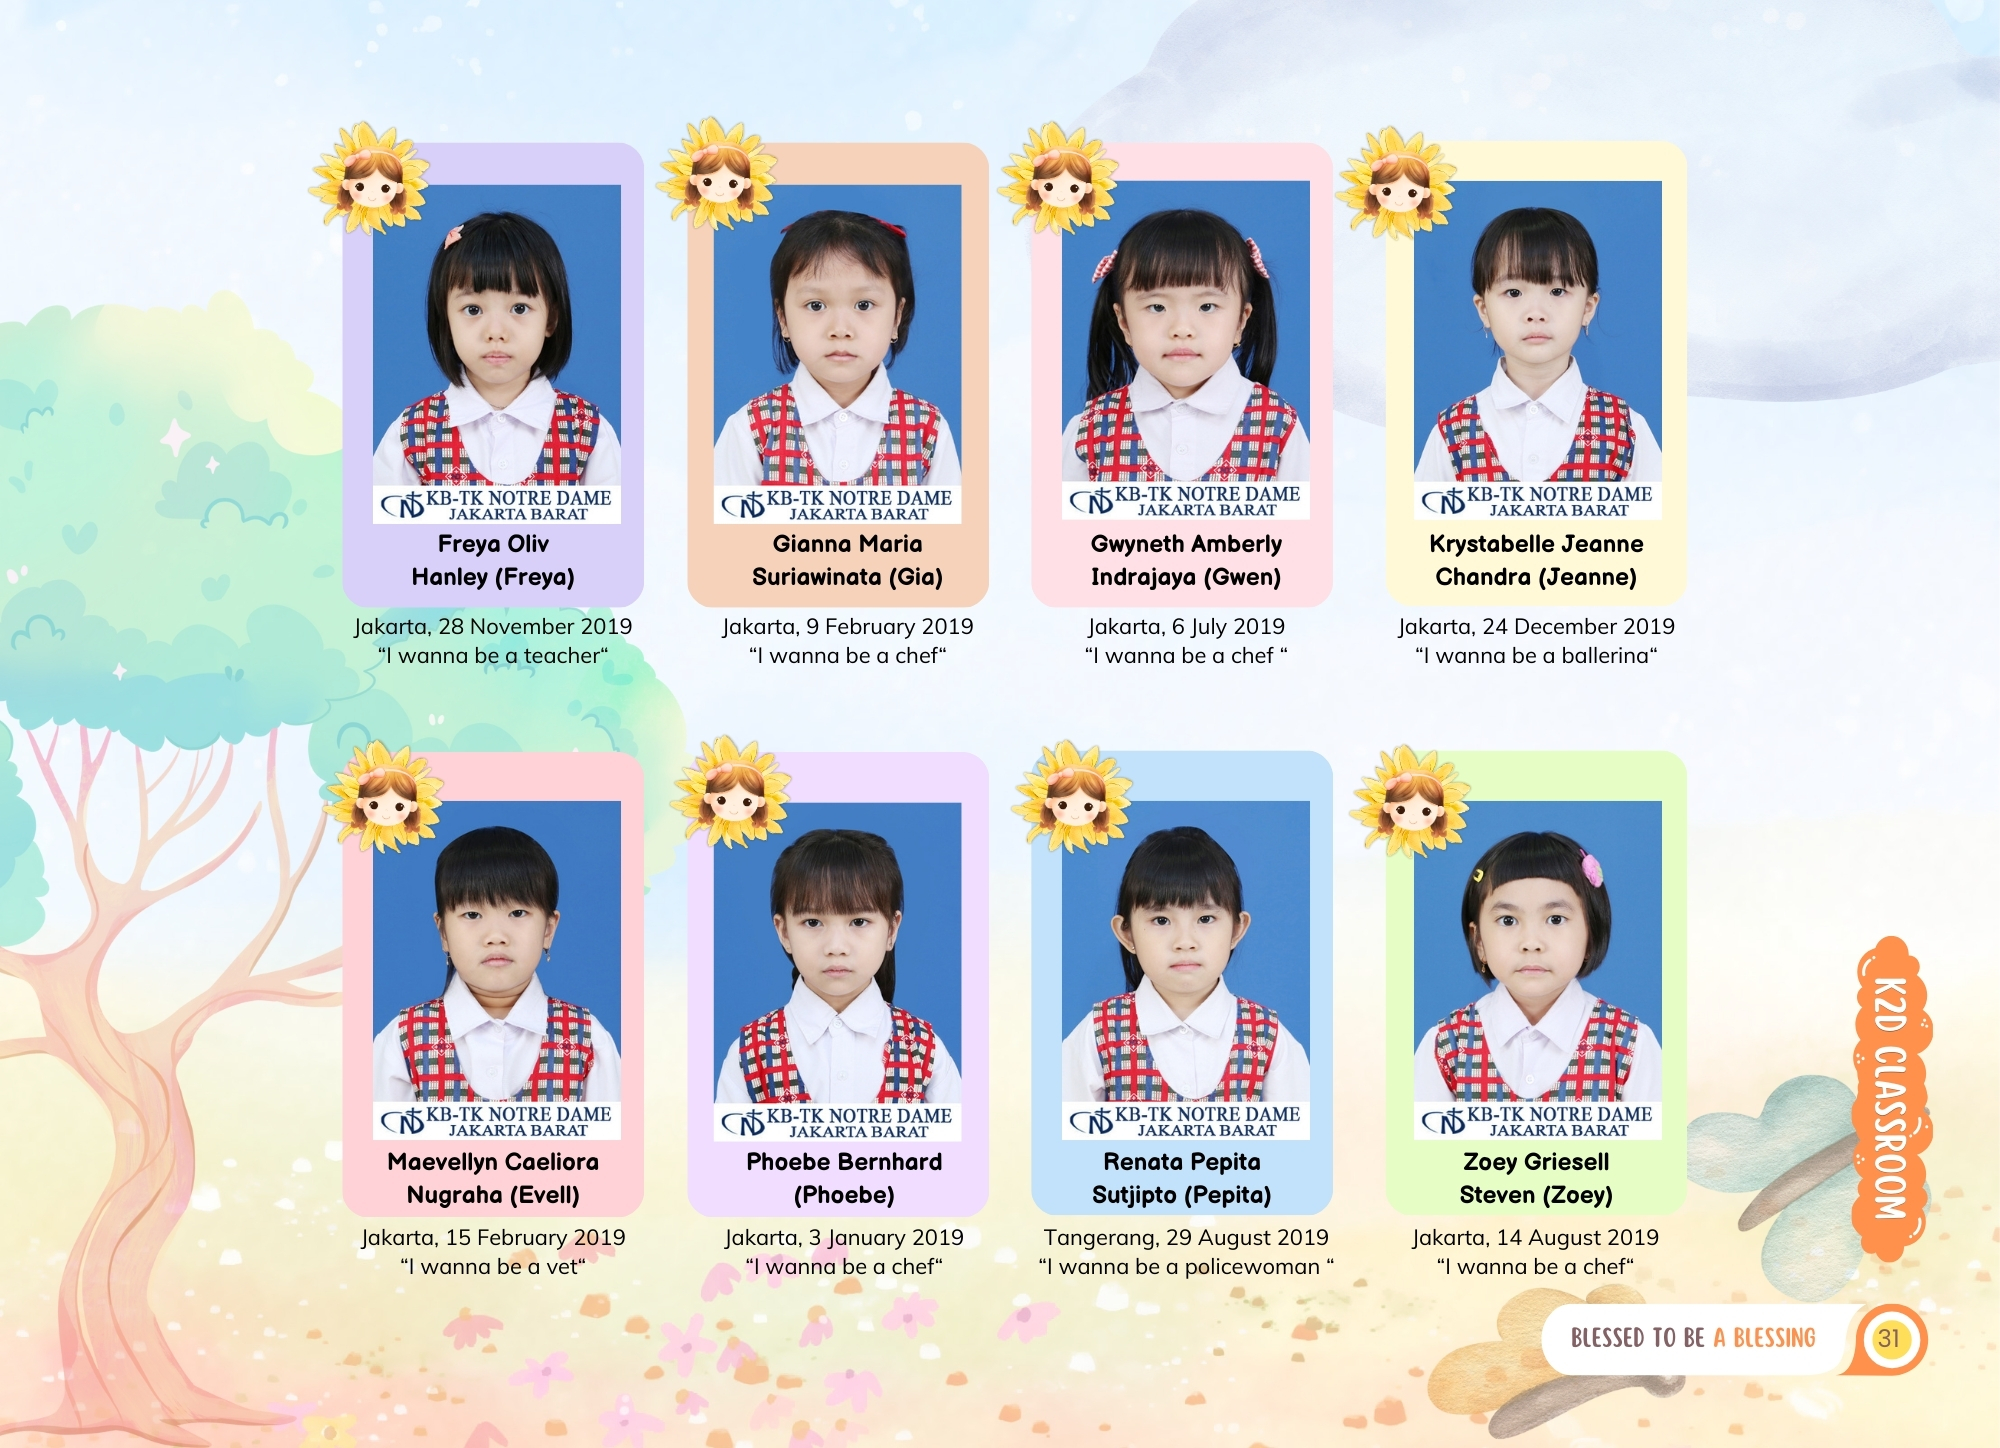 KB-TK NOTRE DAME
JAKARTA BARAT
Freya Oliv
Hanley (Freya)
Jakarta, 28 November 2019
“I wanna be a teacher“
KB-TK NOTRE DAME
JAKARTA BARAT
Gianna Maria
Suriawinata (Gia)
Jakarta, 9 February 2019
“I wanna be a chef“
KB-TK NOTRE DAME
JAKARTA BARAT
Gwyneth Amberly
Indrajaya (Gwen)
Jakarta, 6 July 2019
“I wanna be a chef “
KB-TK NOTRE DAME
JAKARTA BARAT
Krystabelle Jeanne
Chandra (Jeanne)
Jakarta, 24 December 2019
“I wanna be a ballerina“
KB-TK NOTRE DAME
JAKARTA BARAT
Maevellyn Caeliora
Nugraha (Evell)
Jakarta, 15 February 2019
“I wanna be a vet“
KB-TK NOTRE DAME
JAKARTA BARAT
Phoebe Bernhard
(Phoebe)
Jakarta, 3 January 2019
“I wanna be a chef“
KB-TK NOTRE DAME
JAKARTA BARAT
Renata Pepita
Sutjipto (Pepita)
Tangerang, 29 August 2019
“I wanna be a policewoman “
KB-TK NOTRE DAME
JAKARTA BARAT
Zoey Griesell
Steven (Zoey)
Jakarta, 14 August 2019
“I wanna be a chef“
K2D CLASSROOM
BLESSED TO BE A BLESSING
31